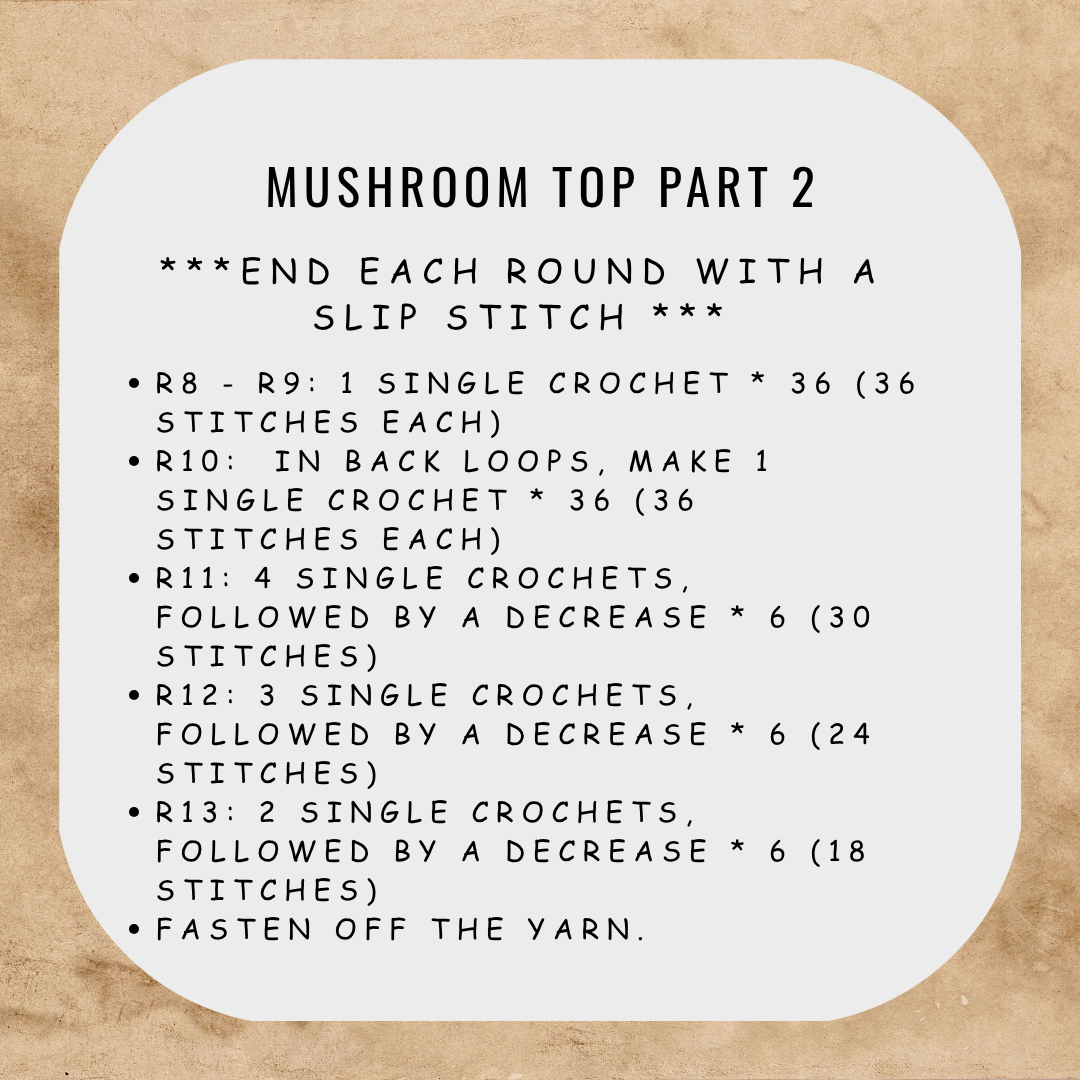 MUSHROOM TOP PART 2
***END EACH ROUND WITH A
SLIP STITCH ***
• R8 - R9: 1 SINGLE CROCHET * 36 (36
STITCHES EACH)
• R10:  IN BACK LOOPS, MAKE 1
SINGLE CROCHET * 36 (36
STITCHES EACH)
• R11: 4 SINGLE CROCHETS,
FOLLOWED BY A DECREASE * 6 (30
STITCHES)
• R12: 3 SINGLE CROCHETS,
FOLLOWED BY A DECREASE * 6 (24
STITCHES)
• R13: 2 SINGLE CROCHETS,
FOLLOWED BY A DECREASE * 6 (18
STITCHES)
• FASTEN OFF THE YARN.